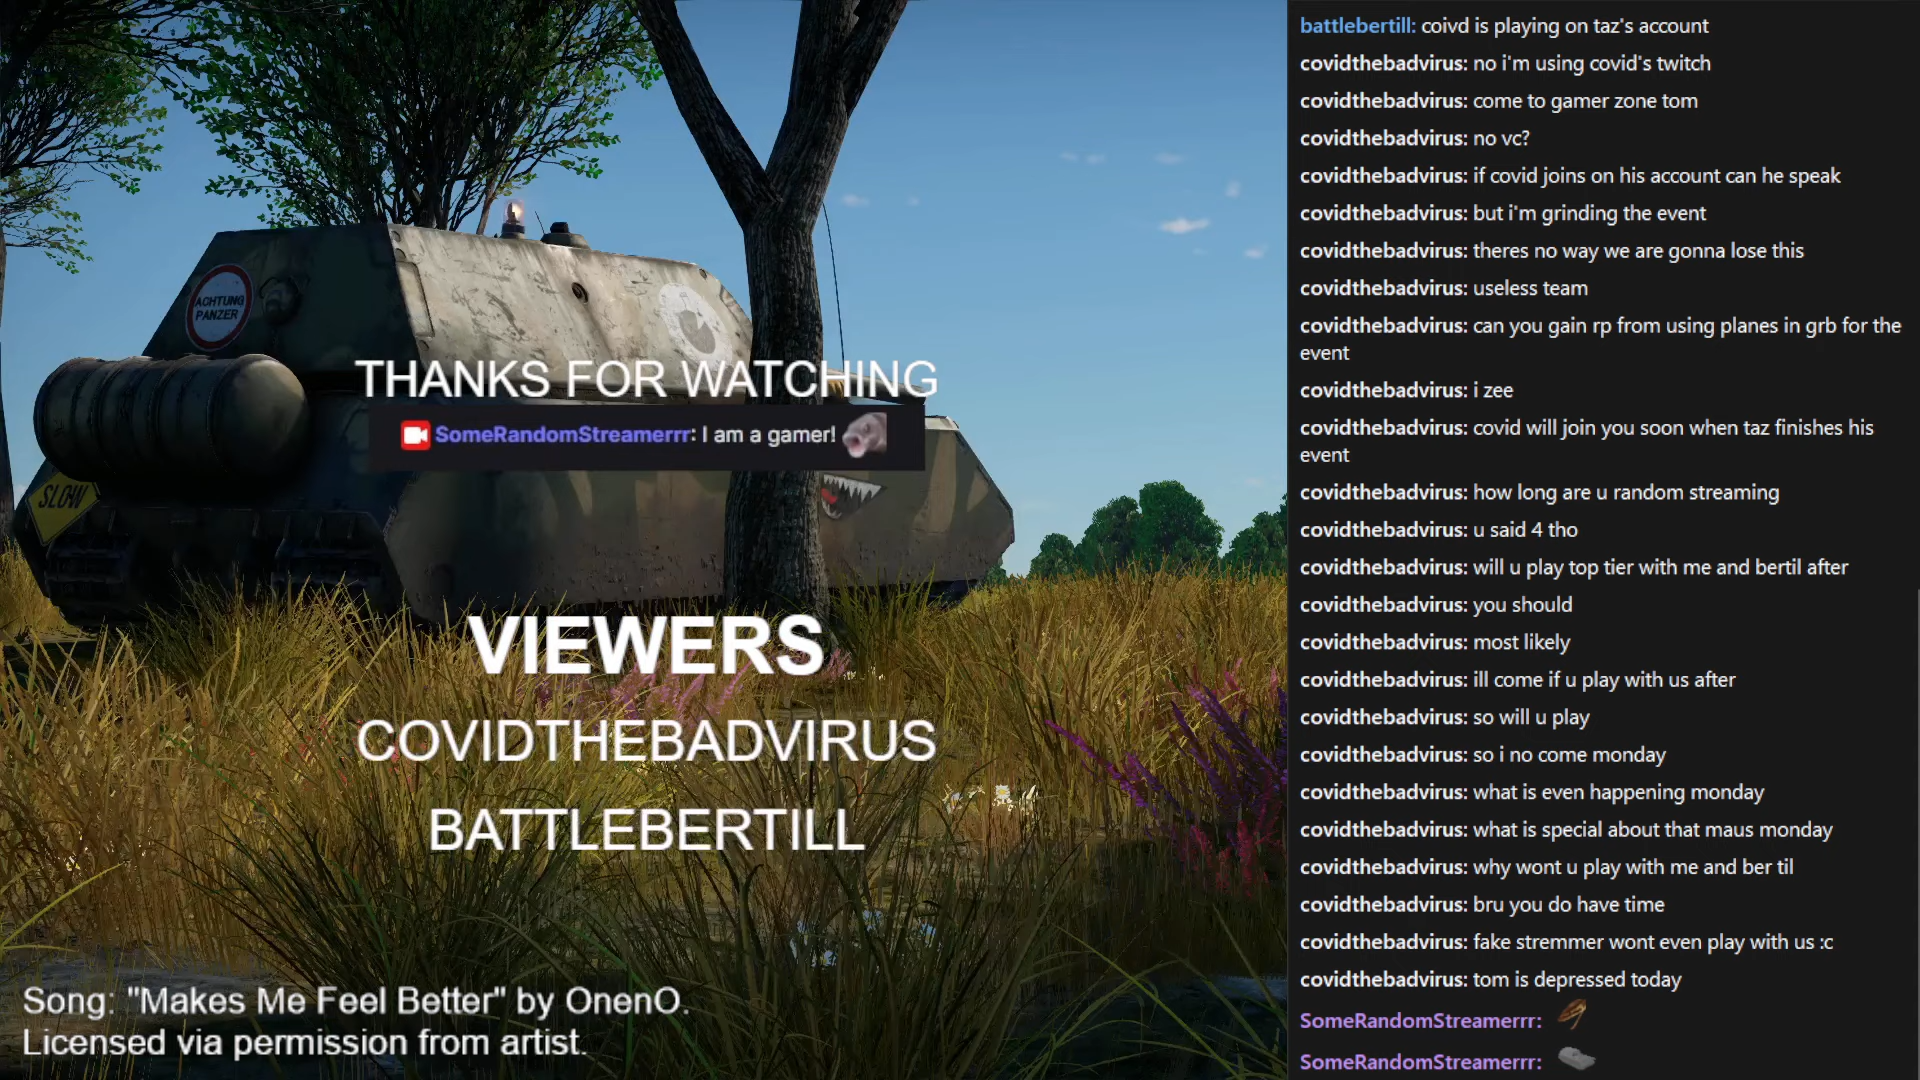 ACHTUNG
PANZER
SLOW
THANKS FOR WATCHING
SomeRandomStreamerrr: I am a gamer!
VIEWERS
COVIDTHEBADVIRUS
BATTLEBERTILL
Song: "Makes Me Feel Better" by OnenO.
Licensed via permission from artist.
battlebertill: coivd is playing on taz's account
covidthebadvirus: no i'm using covid's twitch
covidthebadvirus: come to gamer zone tom
covidthebadvirus: no vc?
covidthebadvirus: if covid joins on his account can he speak
covidthebadvirus: but i'm grinding the event
covidthebadvirus: theres no way we are gonna lose this
covidthebadvirus: useless team
covidthebadvirus: can you gain rp from using planes in grb for the
event
covidthebadvirus: i zee
covidthebadvirus: covid will join you soon when taz finishes his
event
covidthebadvirus: how long are u random streaming
covidthebadvirus: u said 4 tho
covidthebadvirus: will u play top tier with me and bertil after
covidthebadvirus: you should
covidthebadvirus: most likely
covidthebadvirus: ill come if u play with us after
covidthebadvirus: so will u play
covidthebadvirus: so i no come monday
covidthebadvirus: what is even happening monday
covidthebadvirus: what is special about that maus monday
covidthebadvirus: why wont u play with me and ber til
covidthebadvirus: bru you do have time
covidthebadvirus: fake stremmer wont even play with us :c
covidthebadvirus: tom is depressed today
SomeRandomStreamerrr:
SomeRandomStreamerrr: